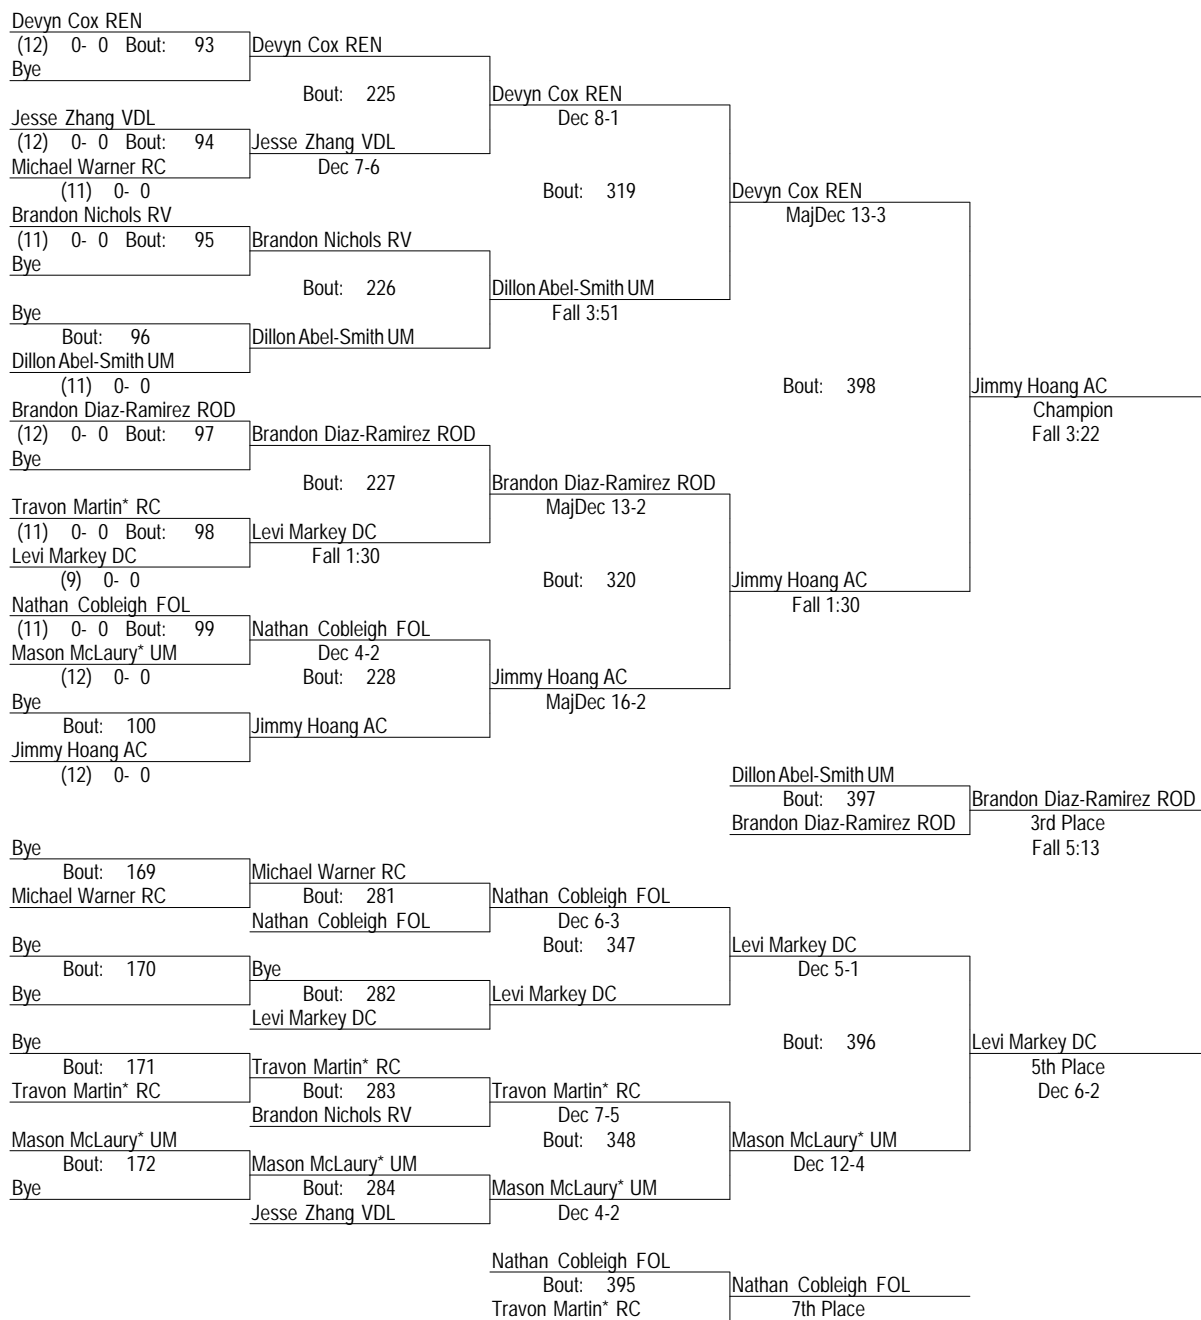 Devyn Cox REN
(12) 0- 0 Bout: 93 Devyn Cox REN
Bye
Bout: 225 Devyn Cox REN
Jesse Zhang VDL Dec 8-1
(12) 0- 0 Bout: 94 Jesse Zhang VDL
Michael Warner RC Dec 7-6
(11) 0- 0 Bout: 319 Devyn Cox REN
Brandon Nichols RV MajDec 13-3
(11) 0- 0 Bout: 95 Brandon Nichols RV
Bye
Bout: 226 Dillon Abel-Smith UM
Bye Fall 3:51
Bout: 96 Dillon Abel-Smith UM
Dillon Abel-Smith UM
(11) 0- 0 Bout: 398 Jimmy Hoang AC
Brandon Diaz-Ramirez ROD Champion
(12) 0- 0 Bout: 97 Brandon Diaz-Ramirez ROD Fall 3:22
Bye
Bout: 227 Brandon Diaz-Ramirez ROD
Travon Martin* RC MajDec 13-2
(11) 0- 0 Bout: 98 Levi Markey DC
Levi Markey DC Fall 1:30
(9) 0- 0 Bout: 320 Jimmy Hoang AC
Nathan Cobleigh FOL Fall 1:30
(11) 0- 0 Bout: 99 Nathan Cobleigh FOL
Mason McLaury* UM Dec 4-2
(12) 0- 0 Bout: 228 Jimmy Hoang AC
Bye MajDec 16-2
Bout: 100 Jimmy Hoang AC
Jimmy Hoang AC
(12) 0- 0 Dillon Abel-Smith UM
Bout: 397 Brandon Diaz-Ramirez ROD
Brandon Diaz-Ramirez ROD 3rd Place
Bye Fall 5:13
Bout: 169 Michael Warner RC
Michael Warner RC Bout: 281 Nathan Cobleigh FOL
Nathan Cobleigh FOL Dec 6-3
Bye Bout: 347 Levi Markey DC
Bout: 170 Bye Dec 5-1
Bye Bout: 282 Levi Markey DC
Levi Markey DC
Bye Bout: 396 Levi Markey DC
Bout: 171 Travon Martin* RC 5th Place
Travon Martin* RC Bout: 283 Travon Martin* RC Dec 6-2
Brandon Nichols RV Dec 7-5
Mason McLaury* UM Bout: 348 Mason McLaury* UM
Bout: 172 Mason McLaury* UM Dec 12-4
Bye Bout: 284 Mason McLaury* UM
Jesse Zhang VDL Dec 4-2
Nathan Cobleigh FOL
Bout: 395 Nathan Cobleigh FOL
Travon Martin* RC 7th Place